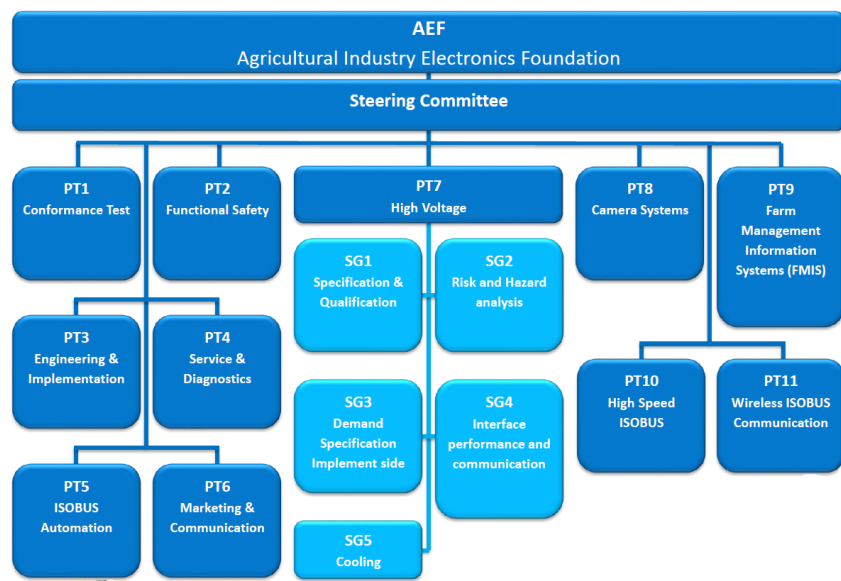 AEF
Agricultural Industry Electronics Foundation
Steering Committee
PT1
Conformance Test
PT2
Functional Safety
PT7
High Voltage
PT8
Camera Systems
PT9
Farm
Management
Information
Systems (FMIS)
SG1
Specification &
Qualification
SG2
Risk and Hazard
analysis
PT3
Engineering &
Implementation
PT4
Service &
Diagnostics
PT10
High Speed
ISOBUS
PT11
Wireless ISOBUS
Communication
SG3
Demand
Specification
Implement side
SG4
Interface
performance and
communication
PT5
ISOBUS
Automation
PT6
Marketing &
Communication
SG5
Cooling